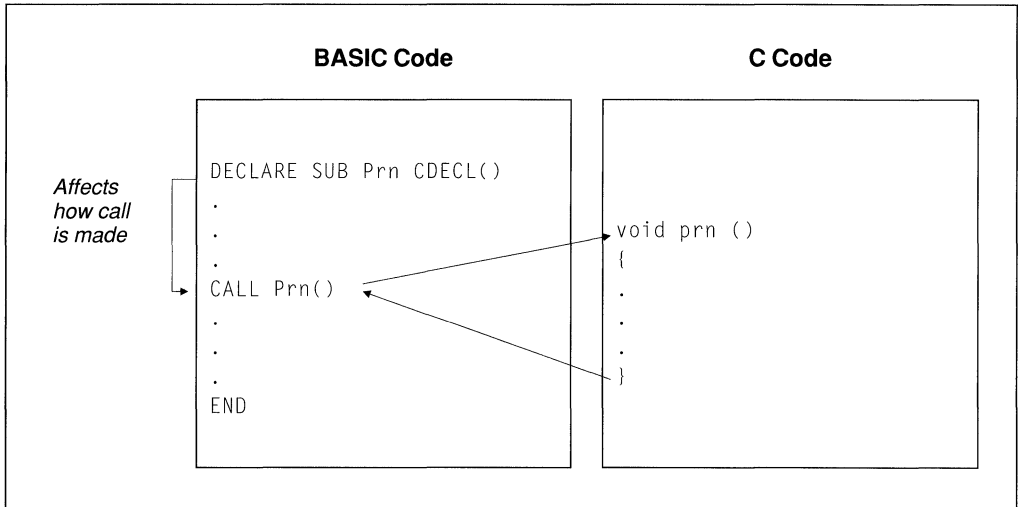 BASIC Code
C Code
Affects
how call
is made
DECLARE SUB Prn CDECL()
.
.
.
CALL Prn()
.
.
.
END
void prn ()
{
.
.
.
}